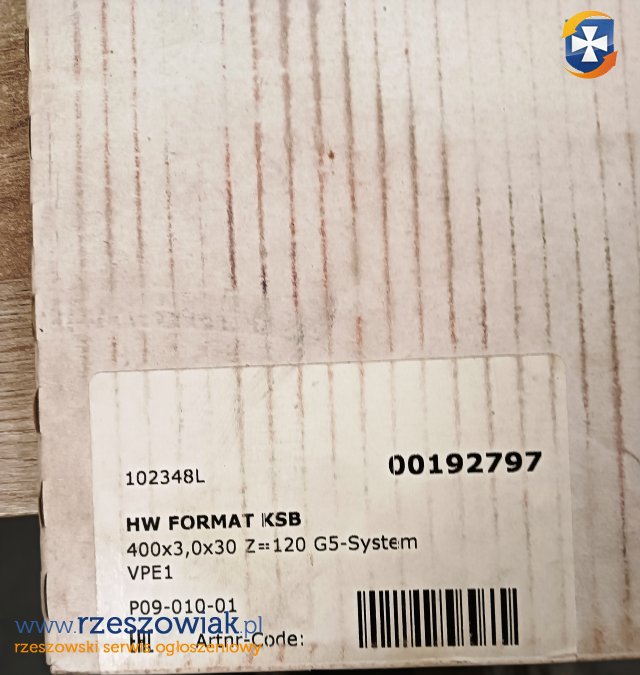 102348L
00192797
HW FORMAT KSB
400x3,0x30 Z=120 G5-System
VPE1
P09-010-01
www.rzeszowiak.pl
EAC Artnr-Code:
rzeszowski serwis ogłoszeniowy